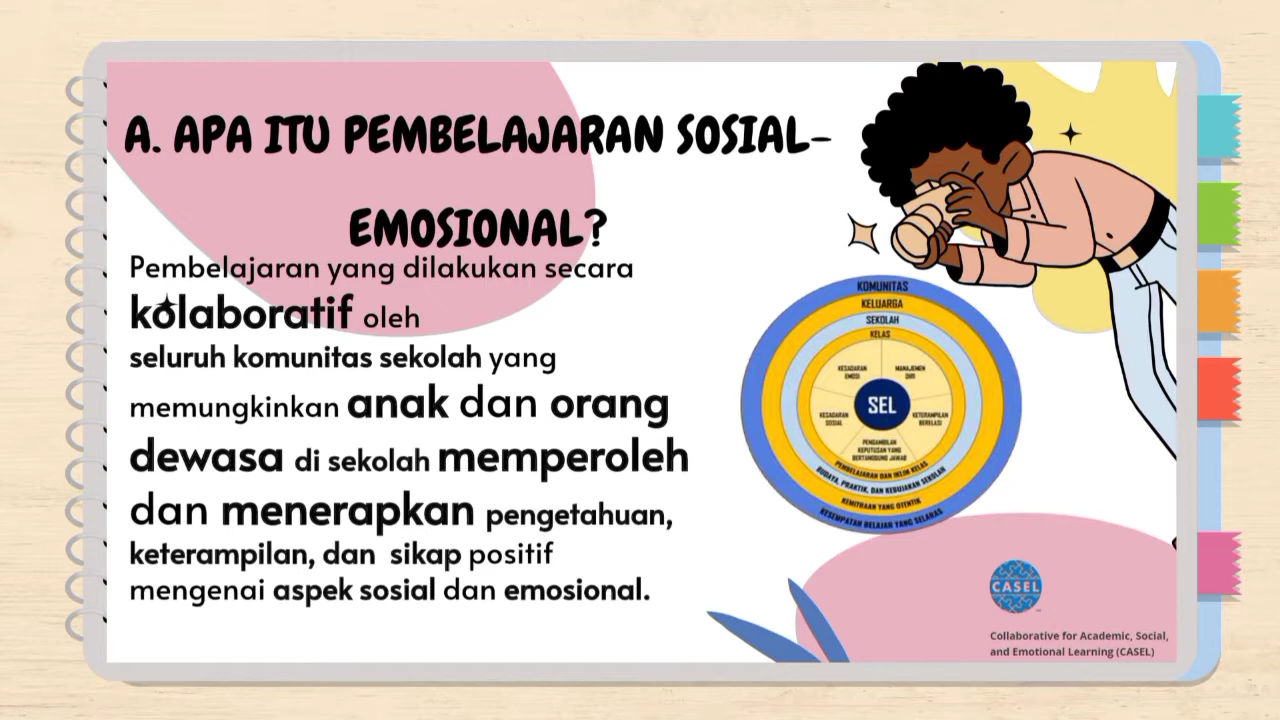 A. APA ITU PEMBELAJARAN SOSIAL-
EMOSIONAL?
Pembelajaran yang dilakukan secara
kolaboratif oleh
seluruh komunitas sekolah yang
memungkinkan anak dan orang
dewasa di sekolah memperoleh
dan menerapkan pengetahuan,
keterampilan, dan sikap positif
mengenai aspek sosial dan emosional.
KOMUNITAS
KELUARGA
SEKOLAH
KELAS
KESADARAN
EMOSI
MANAJEMEN
DIRI
SEL
KESADARAN
SOSIAL
KETERAMPILAN
BERELASI
PENGAMBILAN
KEPUTUSAN YANG
BERTANGGUNG JAWAB
PEMBELAJARAN DAN IKLIM KELAS
BUDAYA, PRAKTIK, DAN KEBIJAKAN SEKOLAH
KEMITRAAN YANG OTENTIK
KESEMPATAN BELAJAR YANG SELARAS
CASEL
Collaborative for Academic, Social,
and Emotional Learning (CASEL)